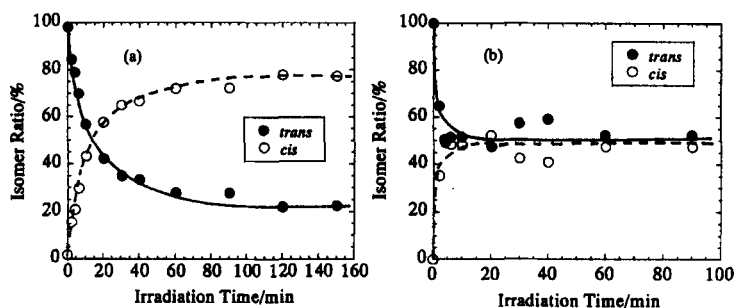 100
80
60
40
20
0
Isomer Ratio/%
(a)
trans
cis
0 20 40 60 80 100 120 140 160
Irradiation Time/min
100
80
60
40
20
0
Isomer Ratio/%
(b)
trans
cis
0 20 40 60 80 100
Irradiation Time/min